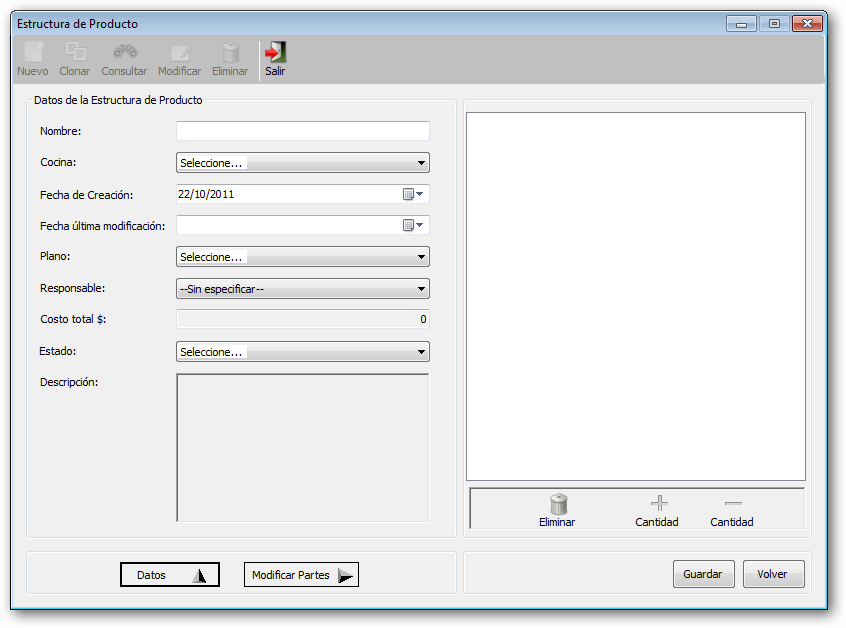 Estructura de Producto
Nuevo Clonar Consultar Modificar Eliminar Salir
Datos de la Estructura de Producto
Nombre:
Cocina: Seleccione...
Fecha de Creación: 22/10/2011
Fecha última modificación:
Plano: Seleccione...
Responsable: --Sin especificar--
Costo total $: 0
Estado: Seleccione...
Descripción:
Eliminar Cantidad Cantidad
Datos Modificar Partes Guardar Volver